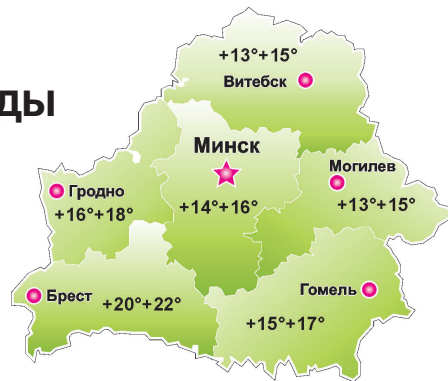 +13°+15°
Витебск
ды
Минск
Могилев
Гродно
+14°+16°
+13°+15°
+16°+18°
Брест
+20°+22°
Гомель
+15°+17°